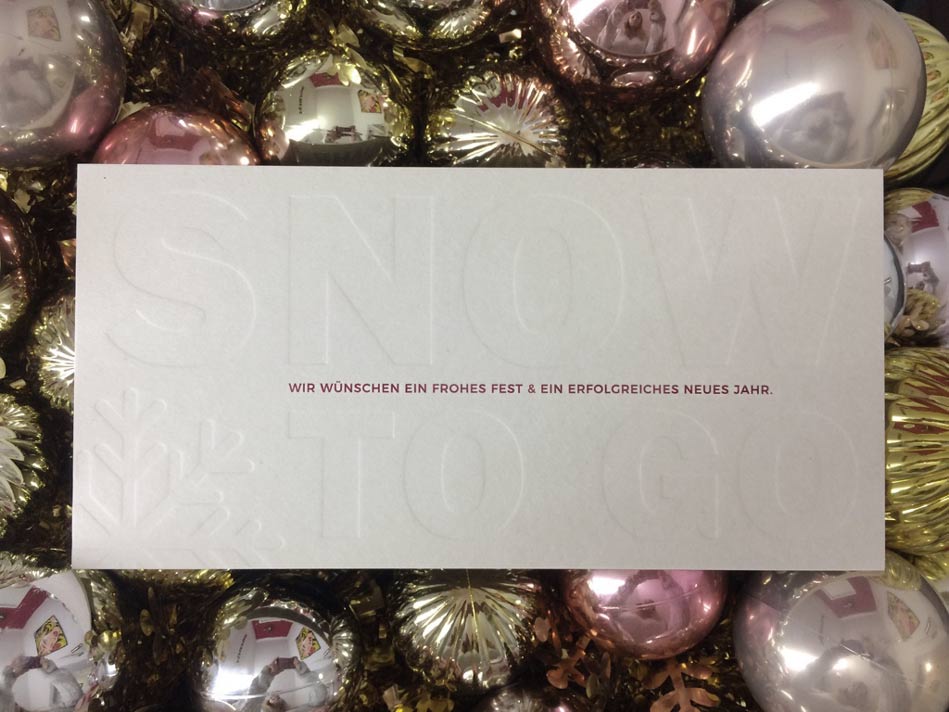 SNOW
WIR WÜNSCHEN EIN FROHES FEST & EIN ERFOLGREICHES NEUES JAHR.
TO GO